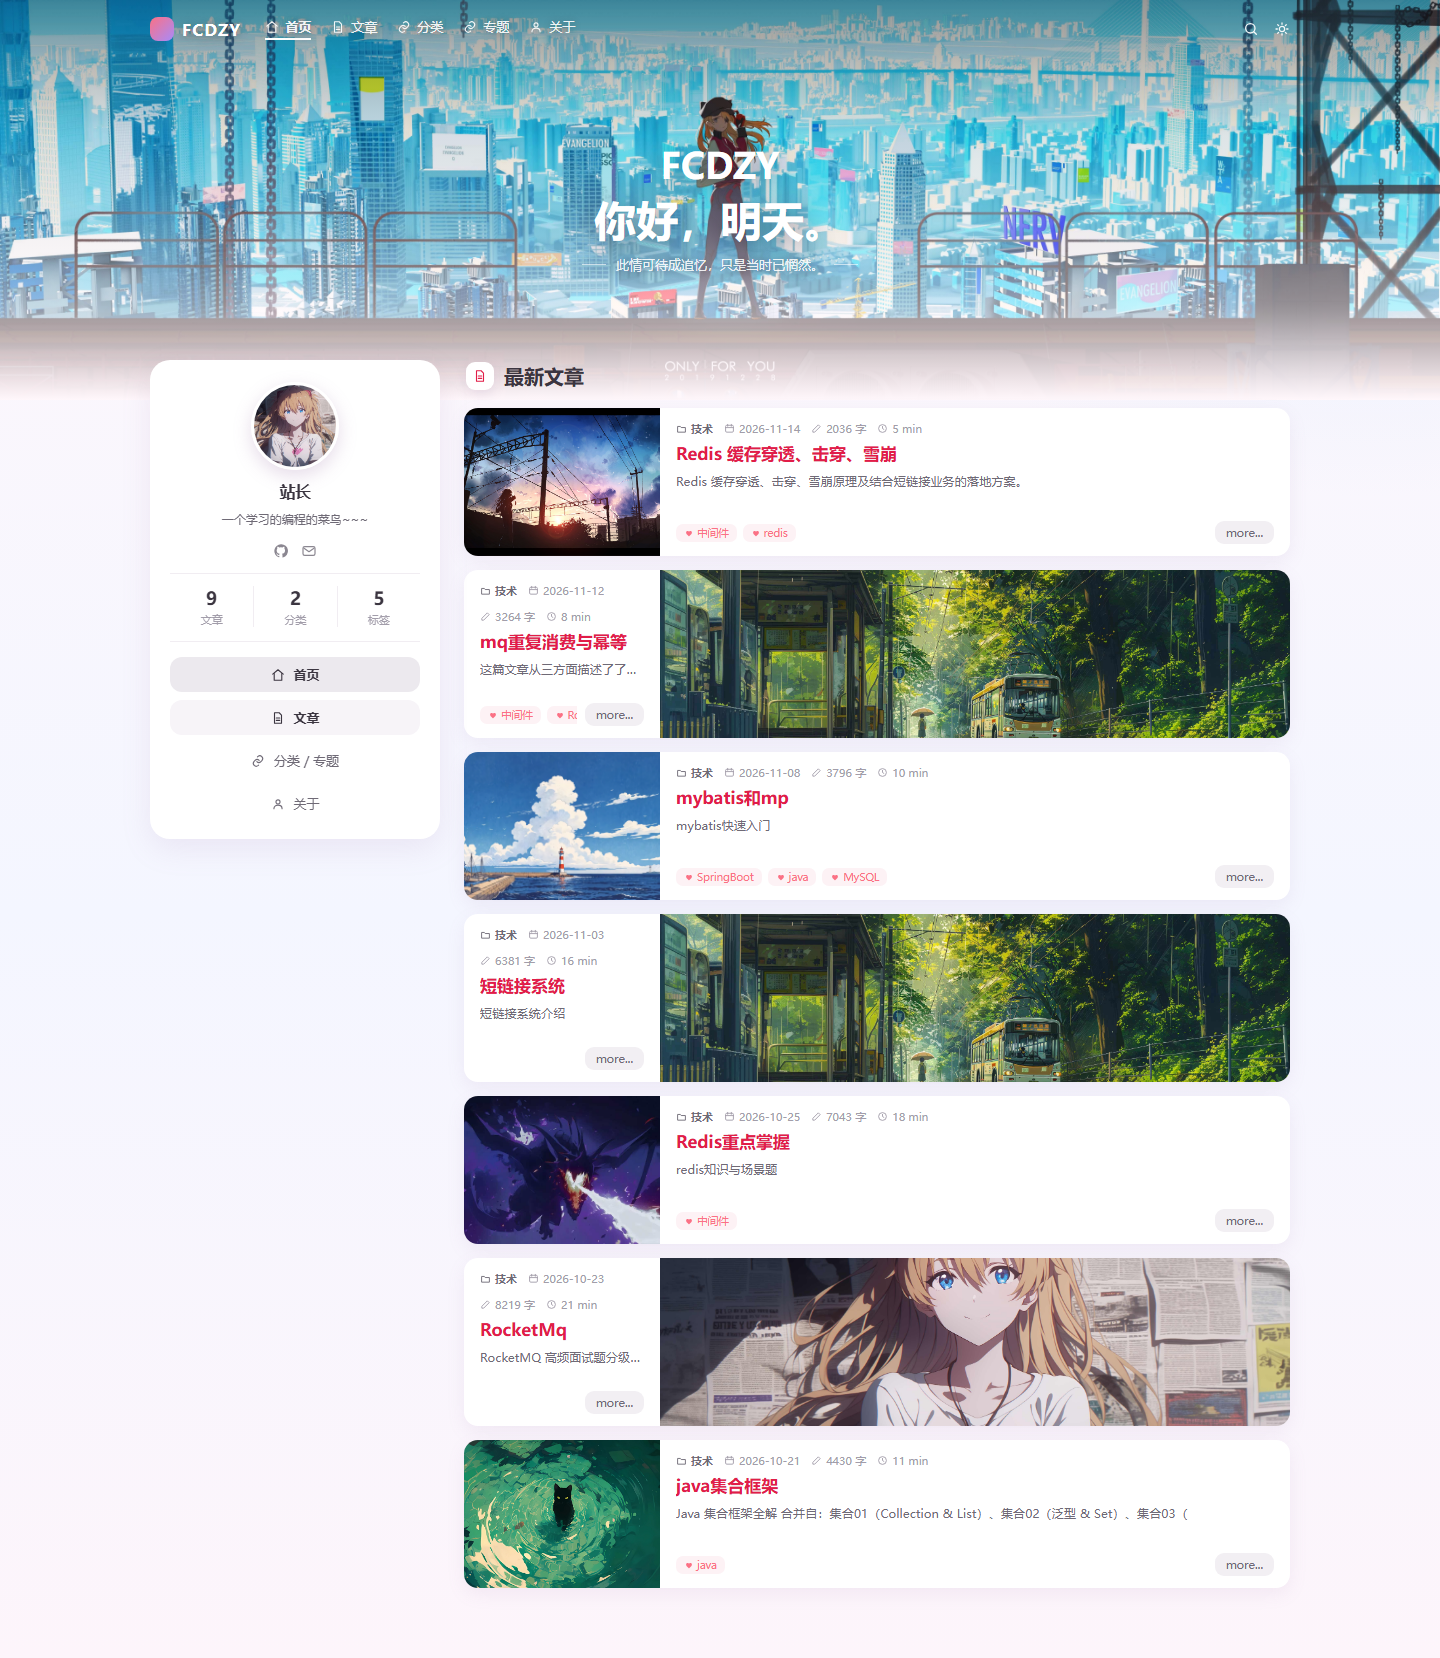 FCDZY
首页
文章
分类
专题
关于
EVANGELION
NERV
EVANGELION
FCDZY
你好，明天。
此情可待成追忆，只是当时已惘然。
ONLY FOR YOU
20191228
站长
一个学习的编程的菜鸟~~~
9
文章
2
分类
5
标签
首页
文章
分类 / 专题
关于
最新文章
技术 2026-11-14 2036 字 5 min
Redis 缓存穿透、击穿、雪崩
Redis 缓存穿透、击穿、雪崩原理及结合短链接业务的落地方案。
中间件 redis more...
技术 2026-11-12
3264 字 8 min
mq重复消费与幂等
这篇文章从三方面描述了了...
中间件 Rc more...
技术 2026-11-08 3796 字 10 min
mybatis和mp
mybatis快速入门
SpringBoot java MySQL more...
技术 2026-11-03
6381 字 16 min
短链接系统
短链接系统介绍
more...
技术 2026-10-25 7043 字 18 min
Redis重点掌握
redis知识与场景题
中间件 more...
技术 2026-10-23
8219 字 21 min
RocketMq
RocketMQ 高频面试题分级...
more...
技术 2026-10-21 4430 字 11 min
java集合框架
Java 集合框架全解 合并自：集合01（Collection & List）、集合02（泛型 & Set）、集合03（
java more...